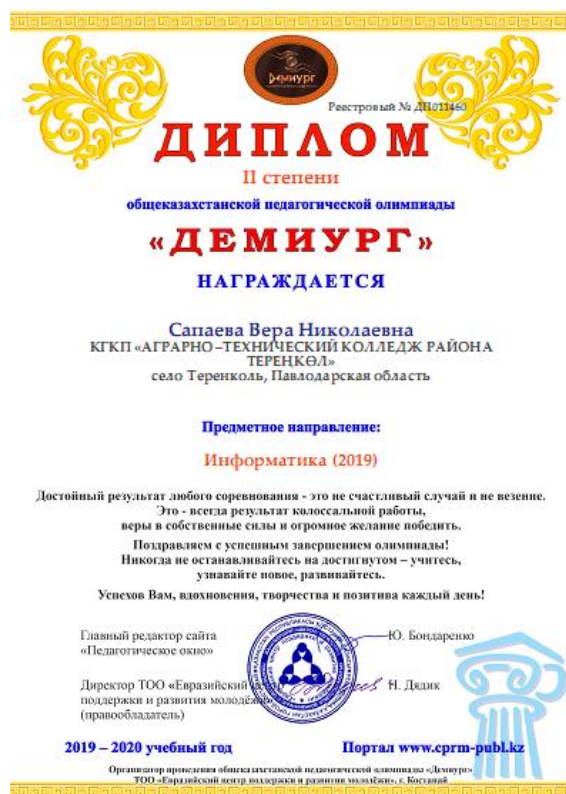 Демиург
Реестровый № ДП011460
ДИПЛОМ
II степени
общеказахстанской педагогической олимпиады
«ДЕМИУРГ»
НАГРАЖДАЕТСЯ
Сапаева Вера Николаевна
КГКП «АГРАРНО–ТЕХНИЧЕСКИЙ КОЛЛЕДЖ РАЙОНА
ТЕРЕҢКӨЛ»
село Теренколь, Павлодарская область
Предметное направление:
Информатика (2019)
Достойный результат любого соревнования - это не счастливый случай и не везение.
Это - всегда результат колоссальной работы,
веры в собственные силы и огромное желание победить.
Поздравляем с успешным завершением олимпиады!
Никогда не останавливайтесь на достигнутом – учитесь,
узнавайте новое, развивайтесь.
Успехов Вам, вдохновения, творчества и позитива каждый день!
Главный редактор сайта Ю. Бондаренко
«Педагогическое окно»
Директор ТОО «Евразийский центр Н. Дядик
поддержки и развития молодёжи»
(правообладатель)
2019 – 2020 учебный год Портал www.cprm-publ.kz
Организатор проведения общеказахстанской педагогической олимпиады «Демиург»
ТОО «Евразийский центр поддержки и развития молодёжи», г. Костанай